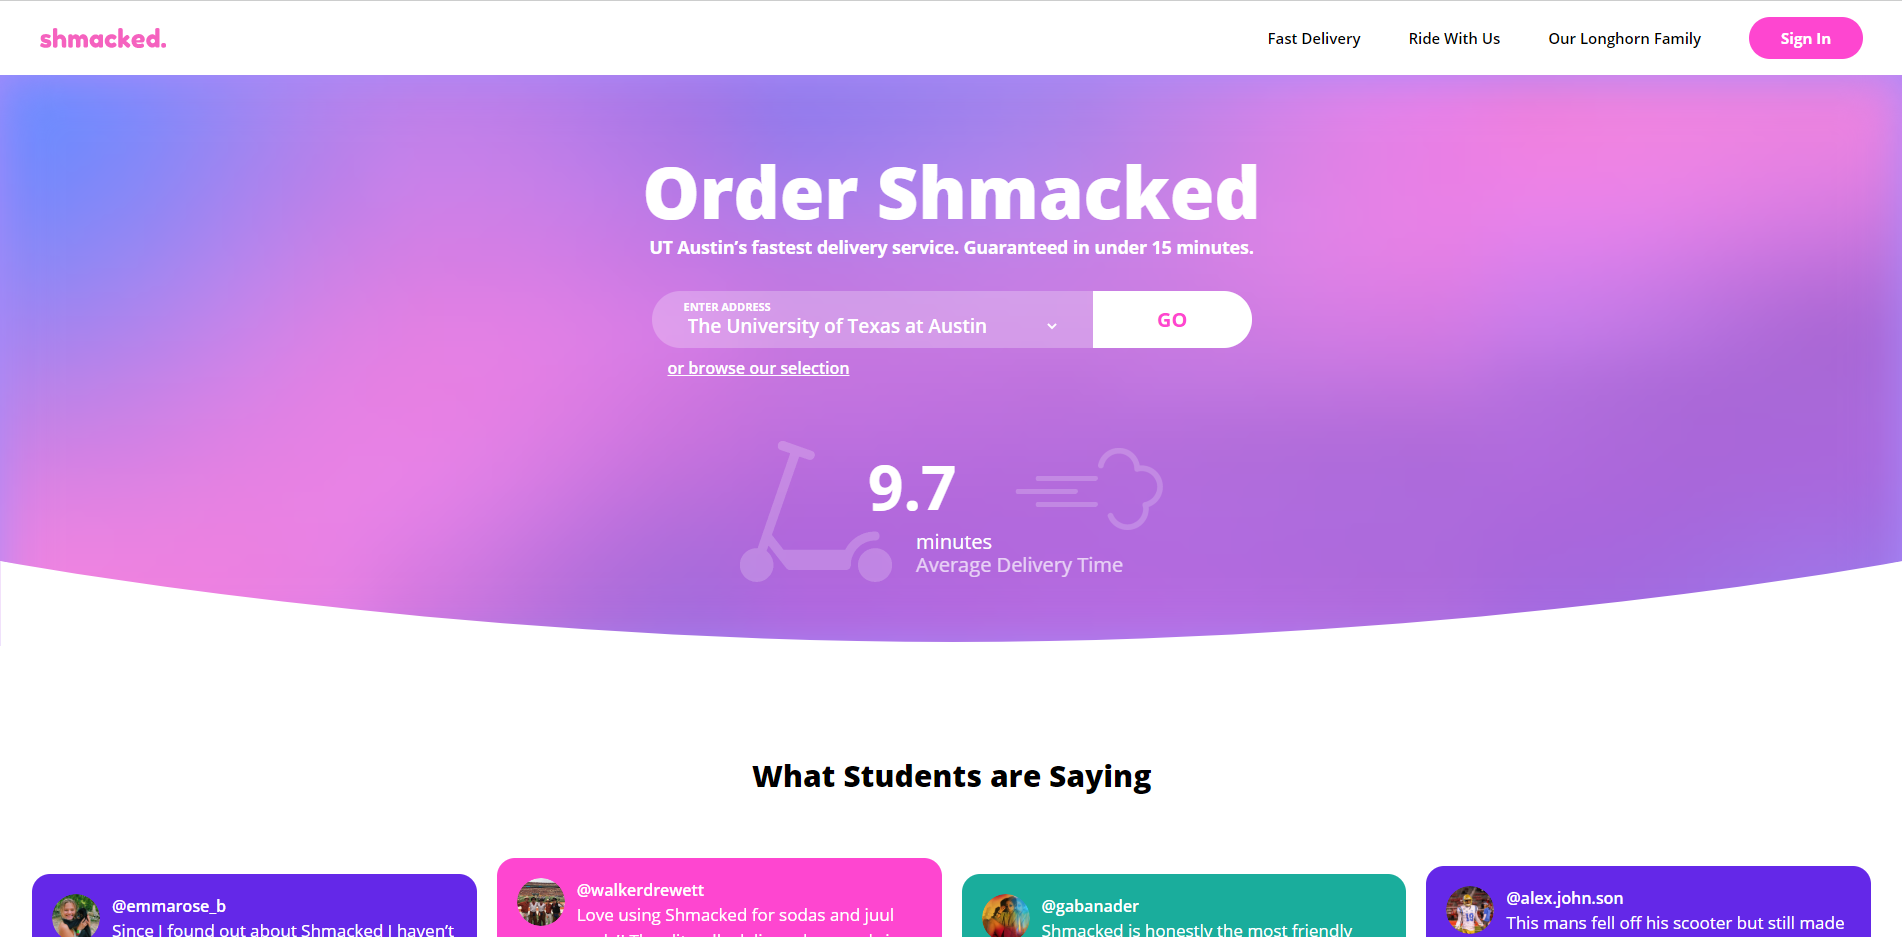 shmacked.
Fast Delivery
Ride With Us
Our Longhorn Family
Sign In
Order Shmacked
UT Austin’s fastest delivery service. Guaranteed in under 15 minutes.
ENTER ADDRESS
The University of Texas at Austin
GO
or browse our selection
9.7
minutes
Average Delivery Time
What Students are Saying
@emmarose_b
Since I found out about Shmacked I haven’t
@walkerdrewett
Love using Shmacked for sodas and juul
@gabanader
Shmacked is honestly the most friendly
@alex.john.son
This mans fell off his scooter but still made